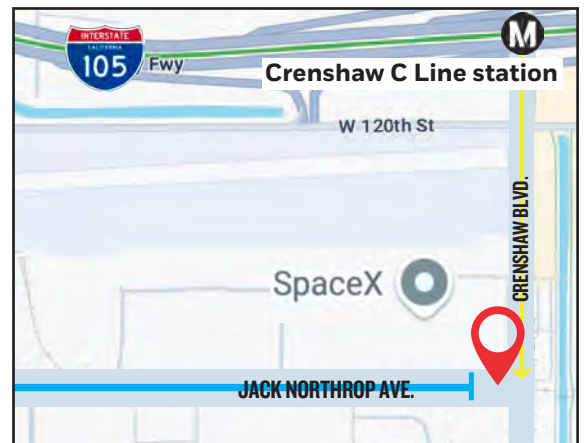 INTERSTATE
CALIFORNIA
105 Fwy
M
Crenshaw C Line station
W 120th St
CRENSHAW BLVD.
SpaceX
JACK NORTHROP AVE.